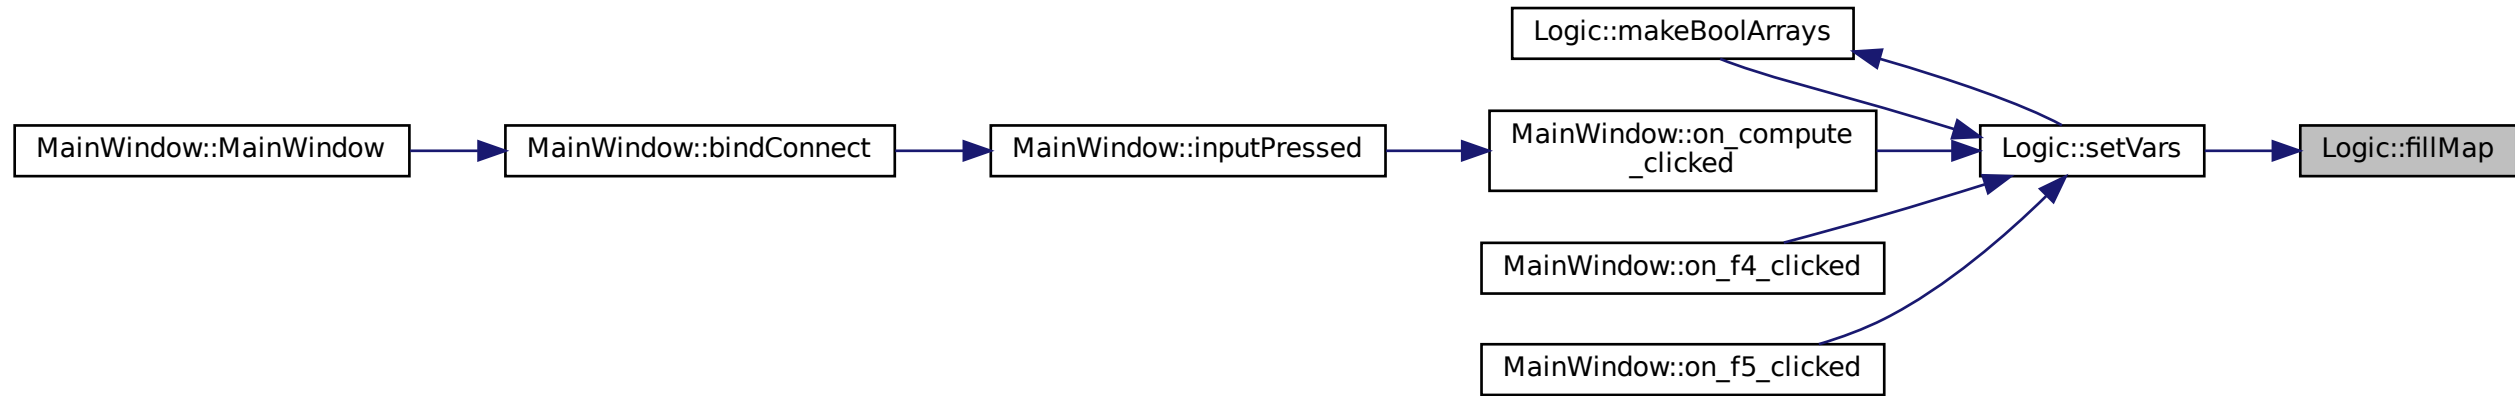 Logic::makeBoolArrays
MainWindow::MainWindow
MainWindow::bindConnect
MainWindow::inputPressed
MainWindow::on_compute
_clicked
Logic::setVars
Logic::fillMap
MainWindow::on_f4_clicked
MainWindow::on_f5_clicked